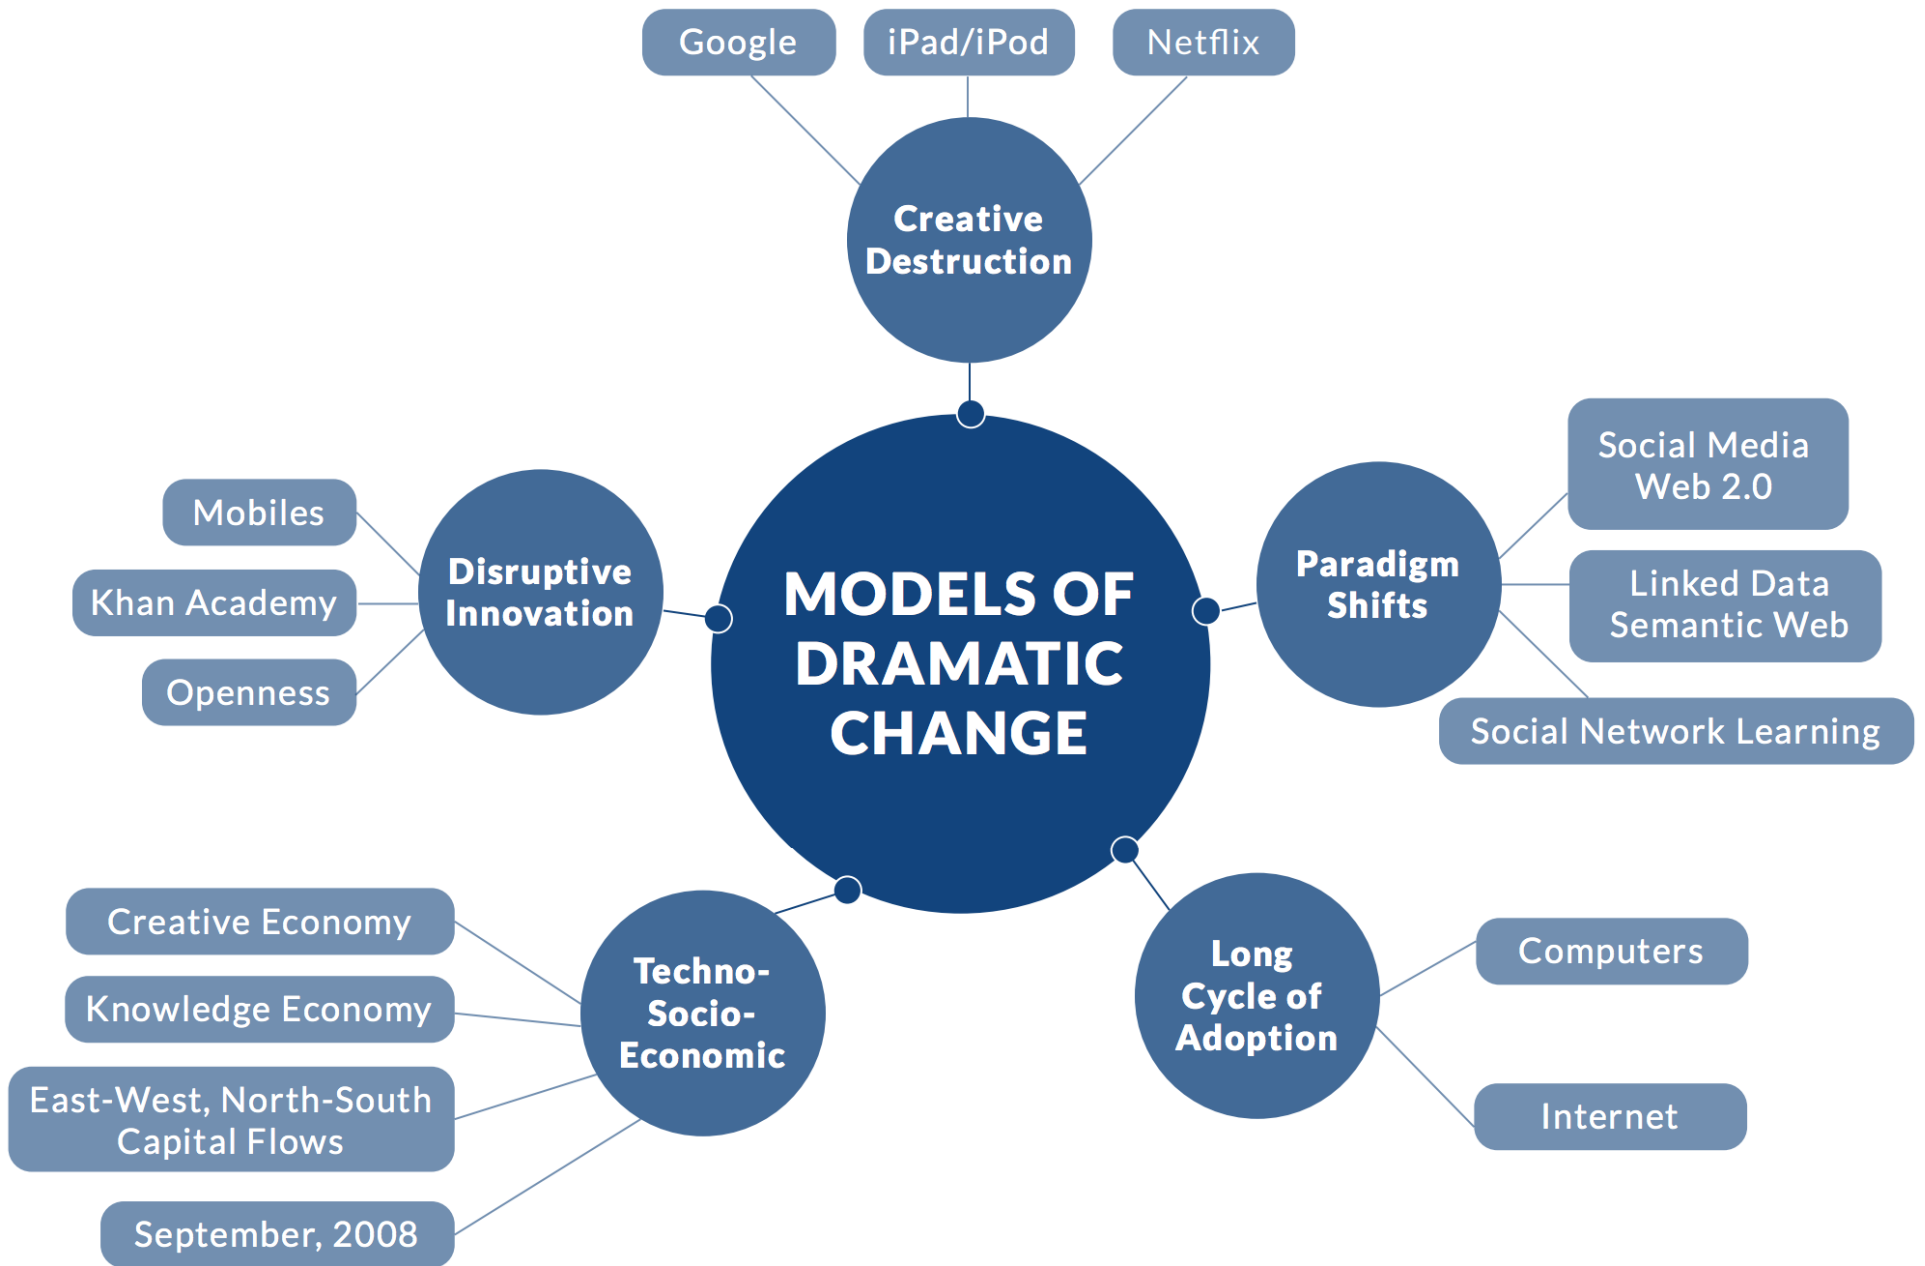 Google
iPad/iPod
Netflix
Creative
Destruction
Social Media
Web 2.0
Linked Data
Semantic Web
Social Network Learning
Paradigm
Shifts
Mobiles
Khan Academy
Openness
Disruptive
Innovation
MODELS OF
DRAMATIC
CHANGE
Creative Economy
Knowledge Economy
East-West, North-South
Capital Flows
September, 2008
Techno-
Socio-
Economic
Long
Cycle of
Adoption
Computers
Internet